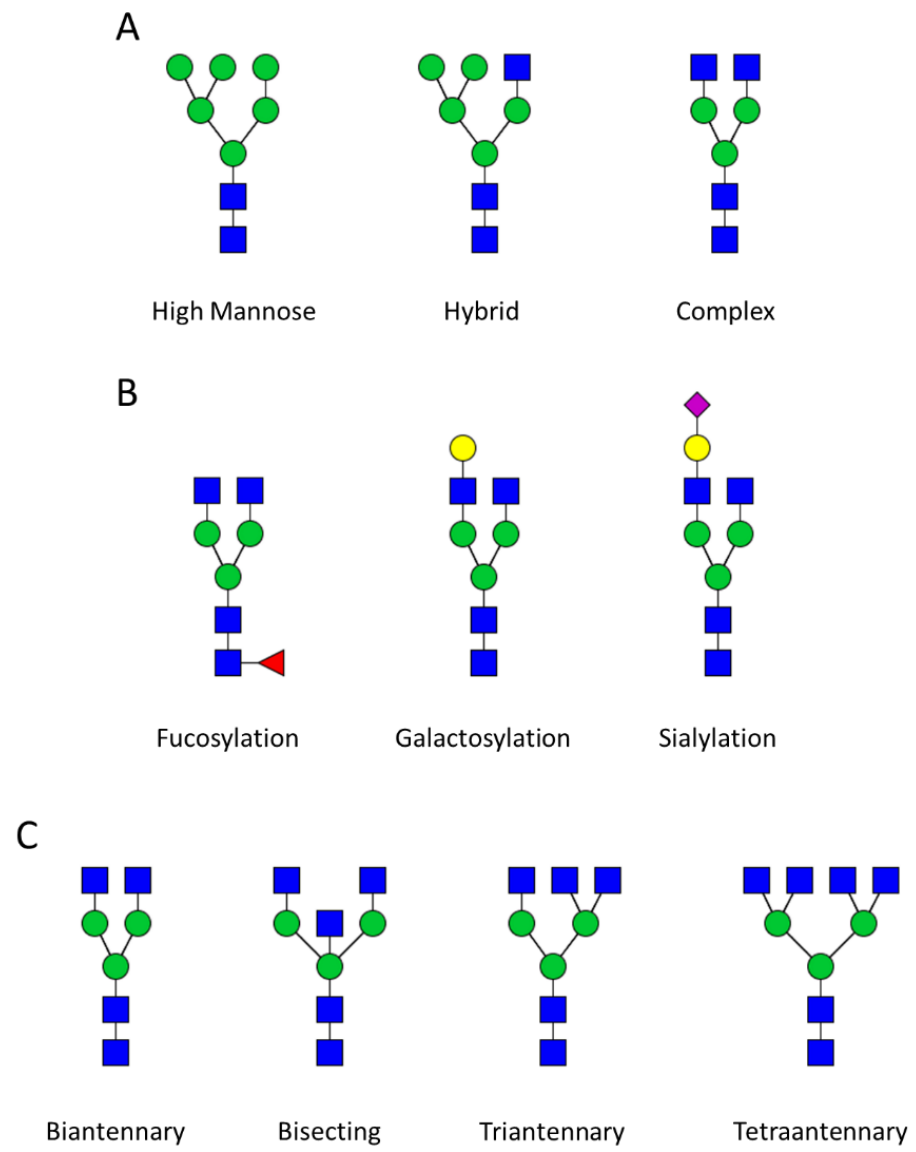 A
High Mannose
Hybrid
Complex
B
Fucosylation
Galactosylation
Sialylation
C
Biantennary
Bisecting
Triantennary
Tetraantennary